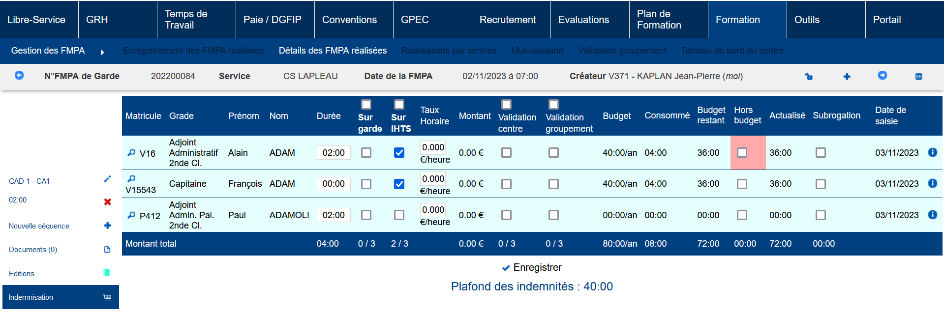 Libre-Service GRH Temps de Travail Paie / DGFIP Conventions GPEC Recrutement Evaluations Plan de Formation Formation Outils Portail
Gestion des FMPA Enregistrement des FMPA réalisées Détails des FMPA réalisées Réalisations par centres Mutualisation Validation groupement Tableau de bord du centre
N°FMPA de Garde 202200084 Service CS LAPLEAU Date de la FMPA 02/11/2023 à 07:00 Créateur V371 - KAPLAN Jean-Pierre (moi)
CAD 1 - CA1
02:00
Nouvelle séquence
Documents (0)
Editions
Indemnisation
Matricule Grade Prénom Nom Durée Sur garde Sur IHTS Taux Horaire Montant Validation centre Validation groupement Budget Consommé Budget restant Hors budget Actualisé Subrogation Date de saisie
V16 Adjoint Administratif 2nde Cl. Alain ADAM 02:00 0.000 €/heure 0.00 € 40:00/an 04:00 36:00 36:00 03/11/2023
V15543 Capitaine François ADAM 00:00 0.000 €/heure 0.00 € 40:00/an 04:00 36:00 36:00 03/11/2023
P412 Adjoint Admin. Pal. 2nde Cl. Paul ADAMOLI 02:00 0.000 €/heure 0.00 € 00:00/an 00:00 00:00 00:00 03/11/2023
Montant total 04:00 0 / 3 2 / 3 0.00 € 0 / 3 0 / 3 80:00/an 08:00 72:00 00:00 72:00 00:00
Enregistrer
Plafond des indemnités : 40:00